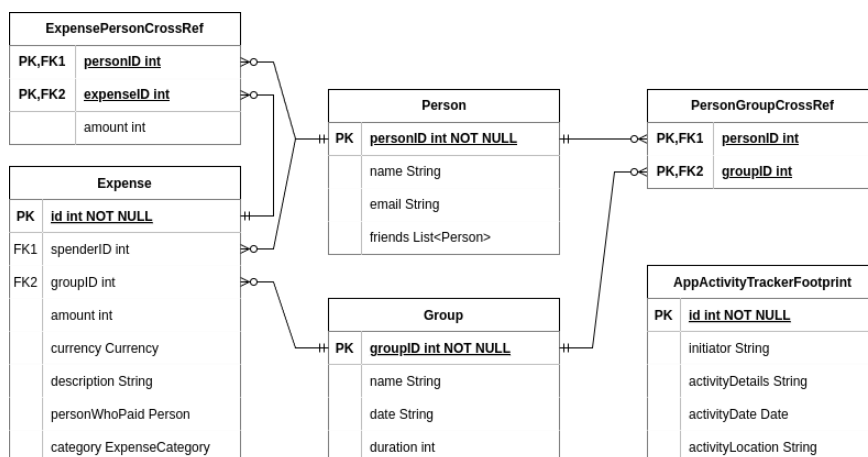 ExpensePersonCrossRef
PK,FK1 personID int
PK,FK2 expenseID int
amount int
Expense
PK id int NOT NULL
FK1 spenderID int
FK2 groupID int
amount int
currency Currency
description String
personWhoPaid Person
category ExpenseCategory
Person
PK personID int NOT NULL
name String
email String
friends List<Person>
Group
PK groupID int NOT NULL
name String
date String
duration int
PersonGroupCrossRef
PK,FK1 personID int
PK,FK2 groupID int
AppActivityTrackerFootprint
PK id int NOT NULL
initiator String
activityDetails String
activityDate Date
activityLocation String